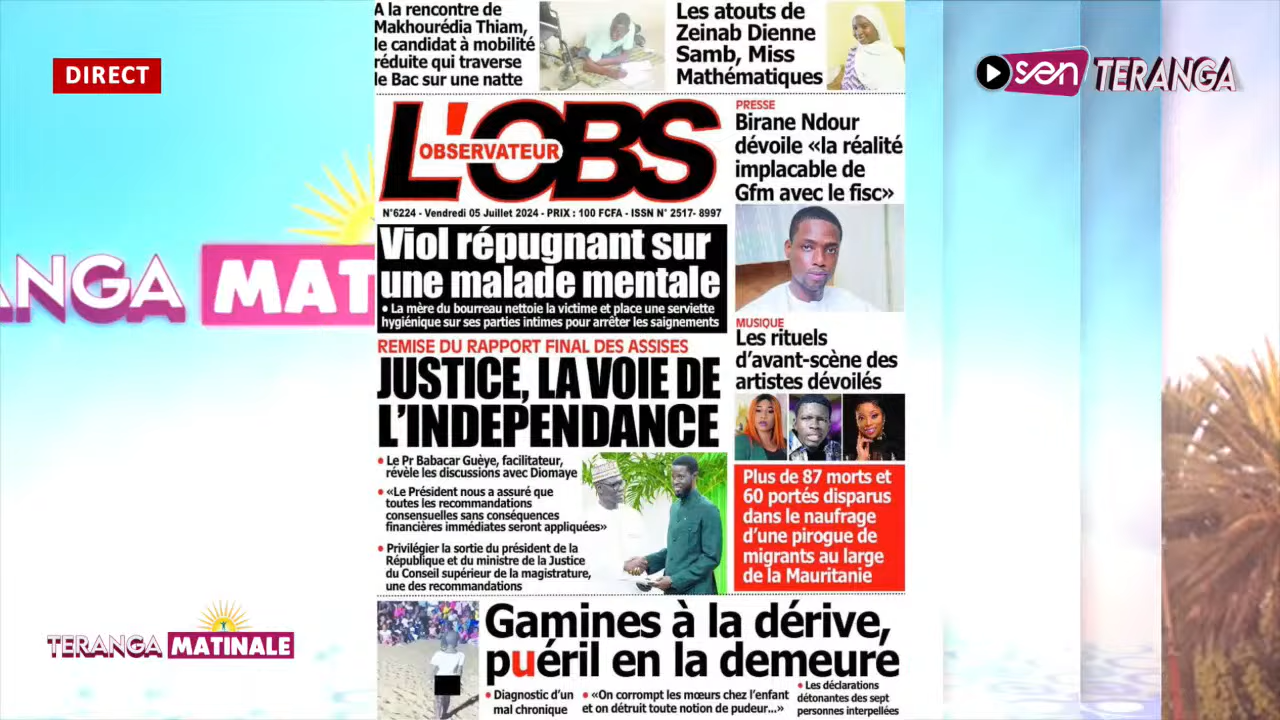 DIRECT
sen TERANGA
ANGA MAT
A la rencontre de
Makhourédia Thiam,
le candidat à mobilité
réduite qui traverse
le Bac sur une natte
Les atouts de
Zeinab Dienne
Samb, Miss
Mathématiques
L'OBS
OBSERVATEUR
N°6224 - Vendredi 05 Juillet 2024 - PRIX : 100 FCFA - ISSN N° 2517- 8997
PRESSE
Birane Ndour
dévoile «la réalité
implacable de
Gfm avec le fisc»
Viol répugnant sur
une malade mentale
• La mère du bourreau nettoie la victime et place une serviette
hygiénique sur ses parties intimes pour arrêter les saignements
MUSIQUE
Les rituels
d’avant-scène des
artistes dévoilés
REMISE DU RAPPORT FINAL DES ASSISES
JUSTICE, LA VOIE DE
L’INDEPENDANCE
• Le Pr Babacar Guèye, facilitateur,
révèle les discussions avec Diomaye
• «Le Président nous a assuré que
toutes les recommandations
consensuelles sans conséquences
financières immédiates seront appliquées»
• Privilégier la sortie du président de la
République et du ministre de la Justice
du Conseil supérieur de la magistrature,
une des recommandations
Plus de 87 morts et
60 portés disparus
dans le naufrage
d’une pirogue de
migrants au large
de la Mauritanie
Gamines à la dérive,
puéril en la demeure
• Diagnostic d’un
mal chronique
• «On corrompt les mœurs chez l’enfant
et on détruit toute notion de pudeur...»
• Les déclarations
détonantes des sept
personnes interpellées
TERANGA MATINALE